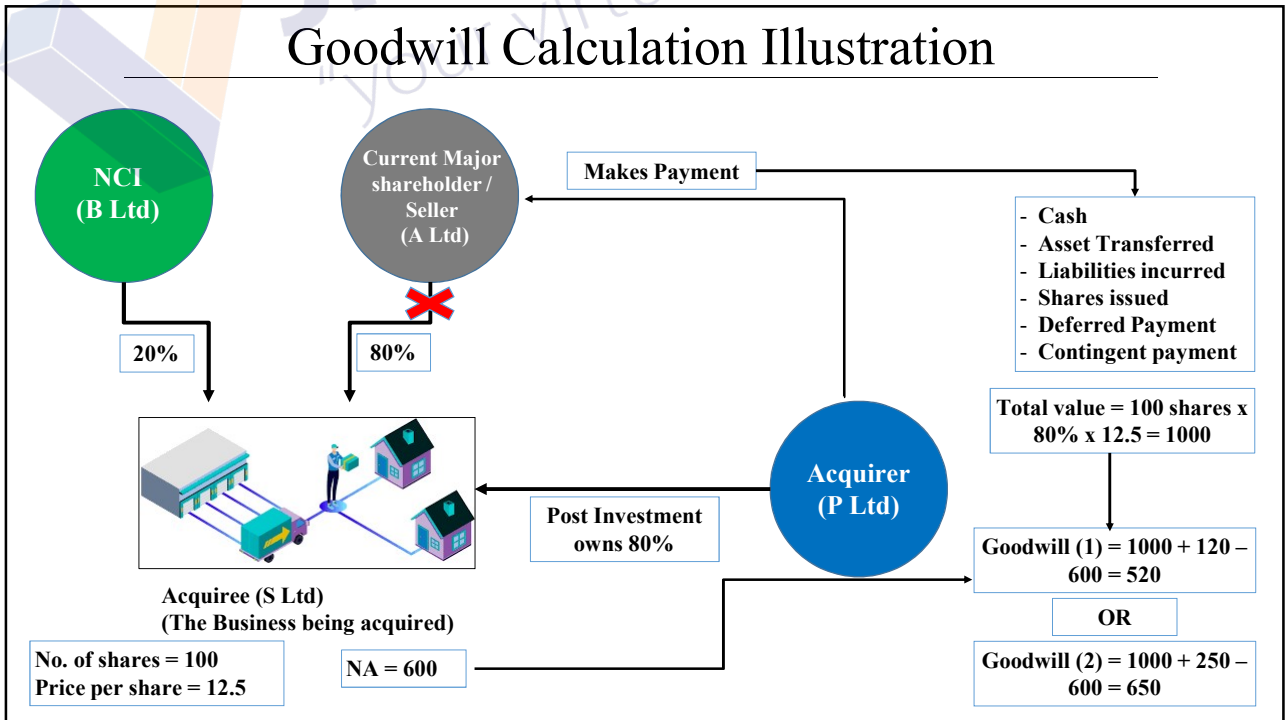 "your virtu
Goodwill Calculation Illustration
NCI
(B Ltd)
Current Major
shareholder /
Seller
(A Ltd)
Makes Payment
- Cash
- Asset Transferred
- Liabilities incurred
- Shares issued
- Deferred Payment
- Contingent payment
20%
80%
Total value = 100 shares x
80% x 12.5 = 1000
Acquirer
(P Ltd)
Post Investment
owns 80%
Goodwill (1) = 1000 + 120 –
600 = 520
Acquiree (S Ltd)
(The Business being acquired)
OR
No. of shares = 100
Price per share = 12.5
NA = 600
Goodwill (2) = 1000 + 250 –
600 = 650